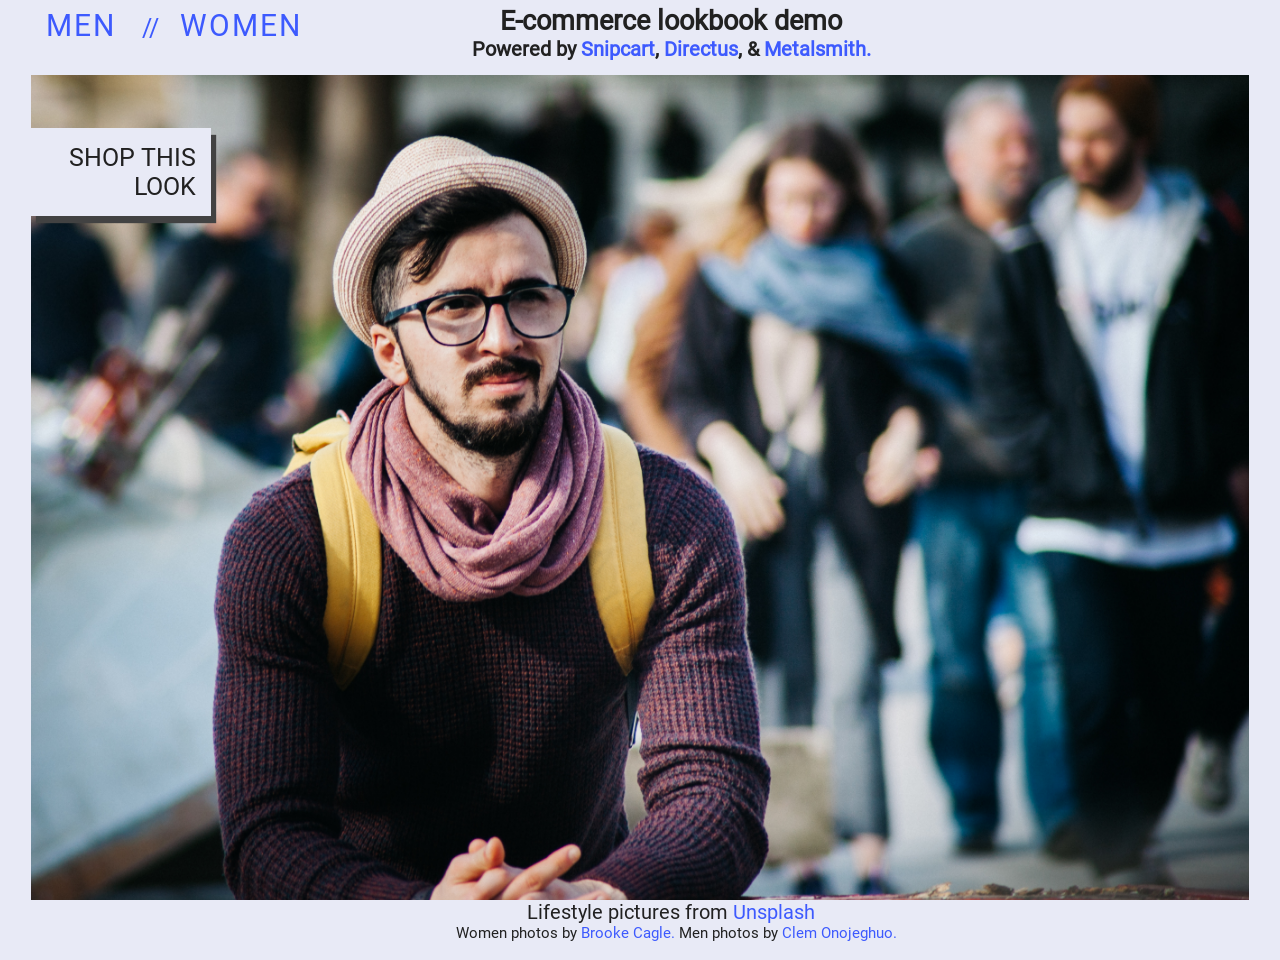 MEN // WOMEN
E-commerce lookbook demo
Powered by Snipcart, Directus, & Metalsmith.
SHOP THIS
LOOK
Lifestyle pictures from Unsplash
Women photos by Brooke Cagle. Men photos by Clem Onojeghuo.